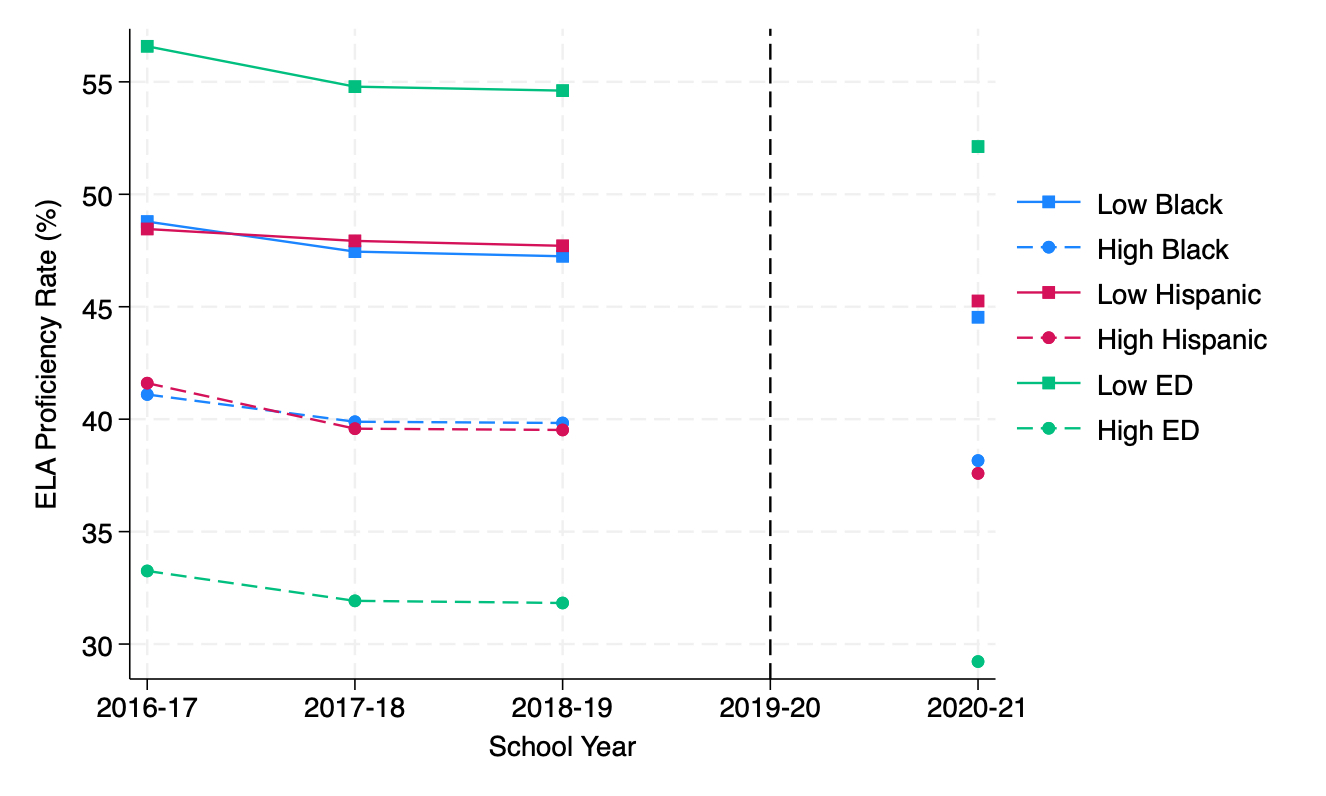 55
50
45
40
35
30
ELA Proficiency Rate (%)
2016-17
2017-18
2018-19
2019-20
2020-21
School Year
Low Black
High Black
Low Hispanic
High Hispanic
Low ED
High ED